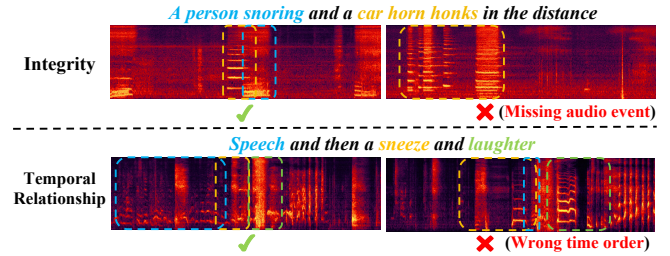 A person snoring and a car horn honks in the distance
Integrity
(Missing audio event)
Speech and then a sneeze and laughter
Temporal
Relationship
(Wrong time order)